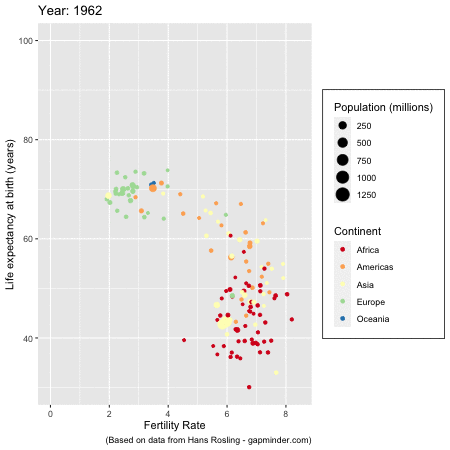 Year: 1962
100
80
60
40
0
2
4
6
8
Life expectancy at birth (years)
Fertility Rate
(Based on data from Hans Rosling - gapminder.com)
Population (millions)
250
500
750
1000
1250
Continent
Africa
Americas
Asia
Europe
Oceania